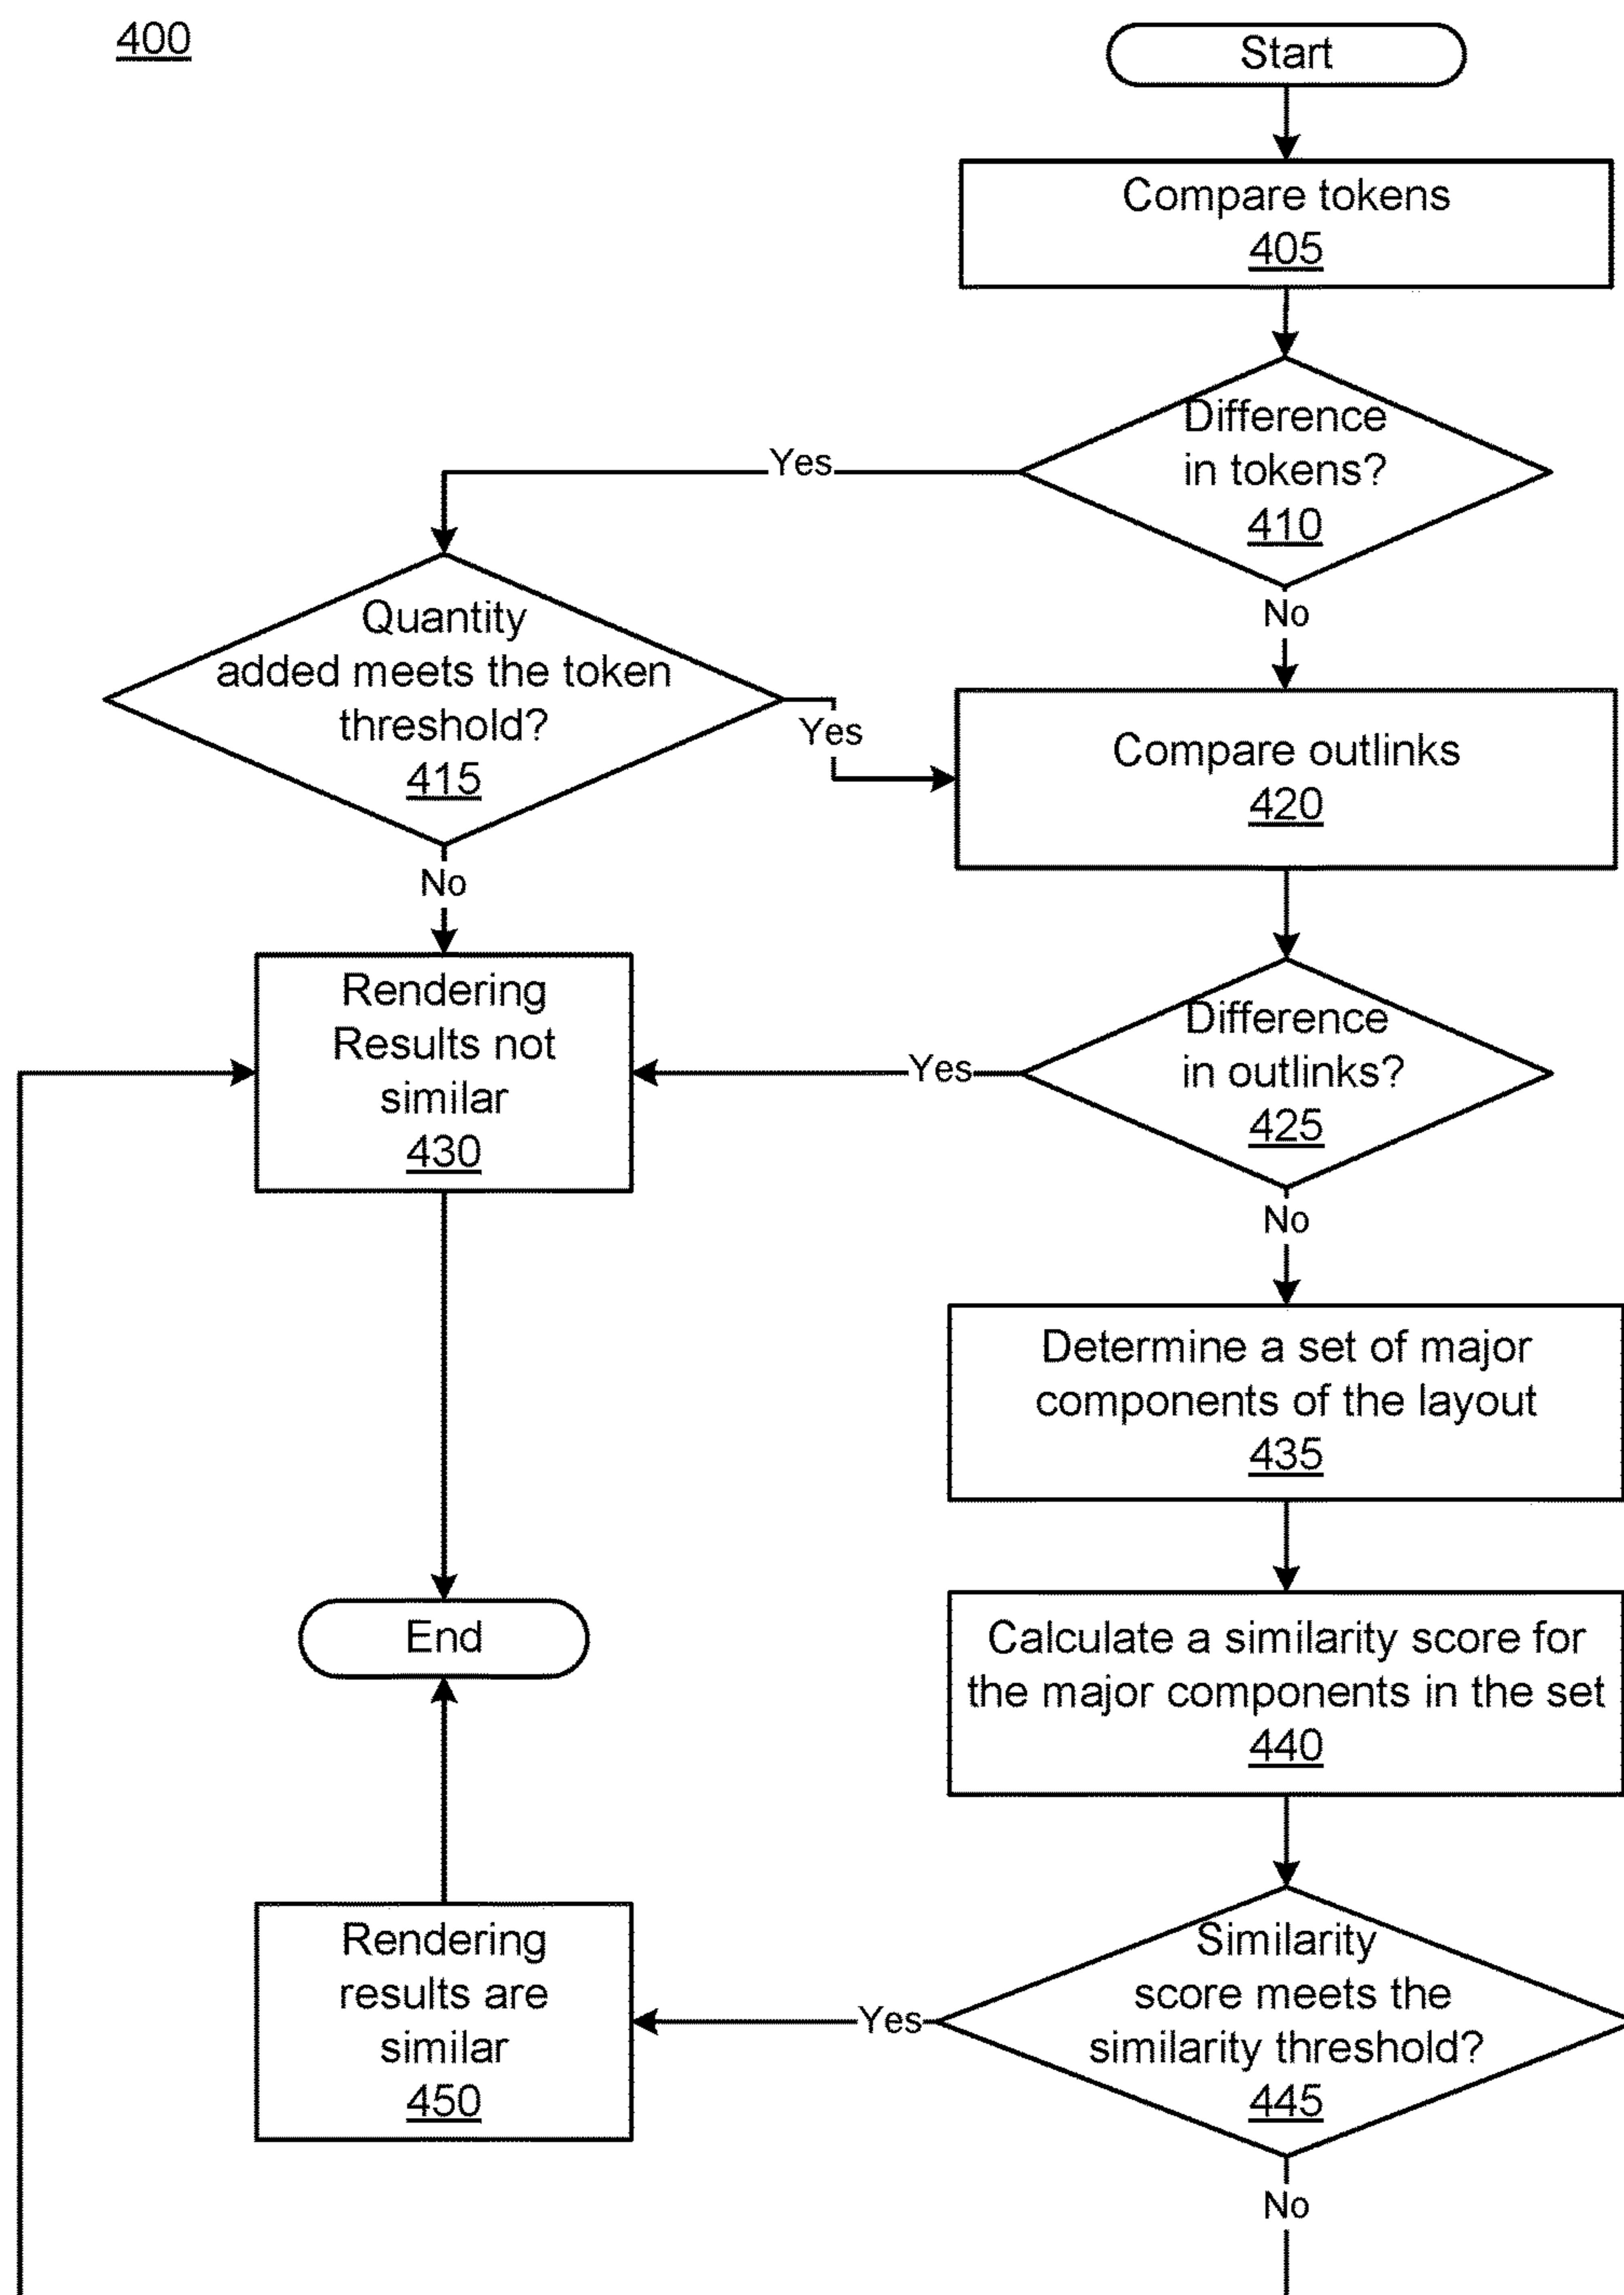 400
Start
Compare tokens
405
Difference
in tokens?
410
Yes
No
Quantity
added meets the token
threshold?
415
Yes
No
Compare outlinks
420
Rendering
Results not
similar
430
Difference
in outlinks?
425
Yes
No
Determine a set of major
components of the layout
435
End
Calculate a similarity score for
the major components in the set
440
Rendering
results are
similar
450
Similarity
score meets the
similarity threshold?
445
Yes
No